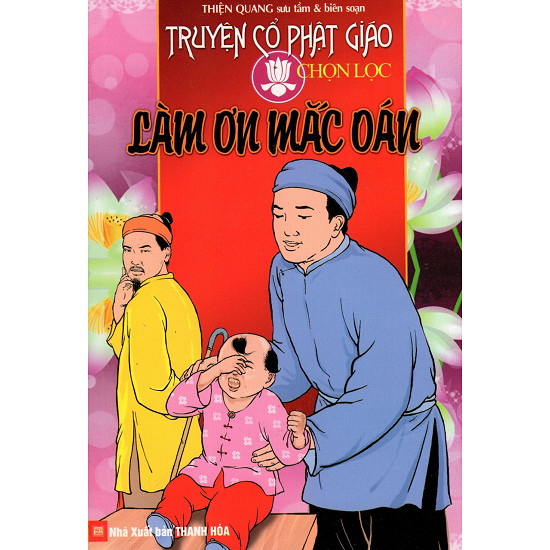 THIỆN QUANG sưu tầm & biên soạn
TRUYỆN CỔ PHẬT GIÁO
CHỌN LỌC
LÀM ƠN MẮC OÁN
Nhà Xuất bản THANH HÓA